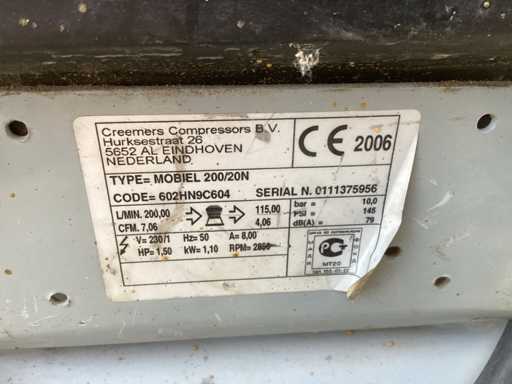 Creemers Compressors B.V.
Hurksestraat 26
5652 AL EINDHOVEN
NEDERLAND
CE 2006
TYPE= MOBIEL 200/20N
CODE= 602HN9C604 SERIAL N. 0111375956
L/MIN. 200,00 115,00
CFM. 7,06 4,06
bar = 10,0
PSI = 145
dB(A) = 79
V= 230/1 Hz= 50 A= 8,00
HP= 1,50 kW= 1,10 RPM= 2850
МТ20